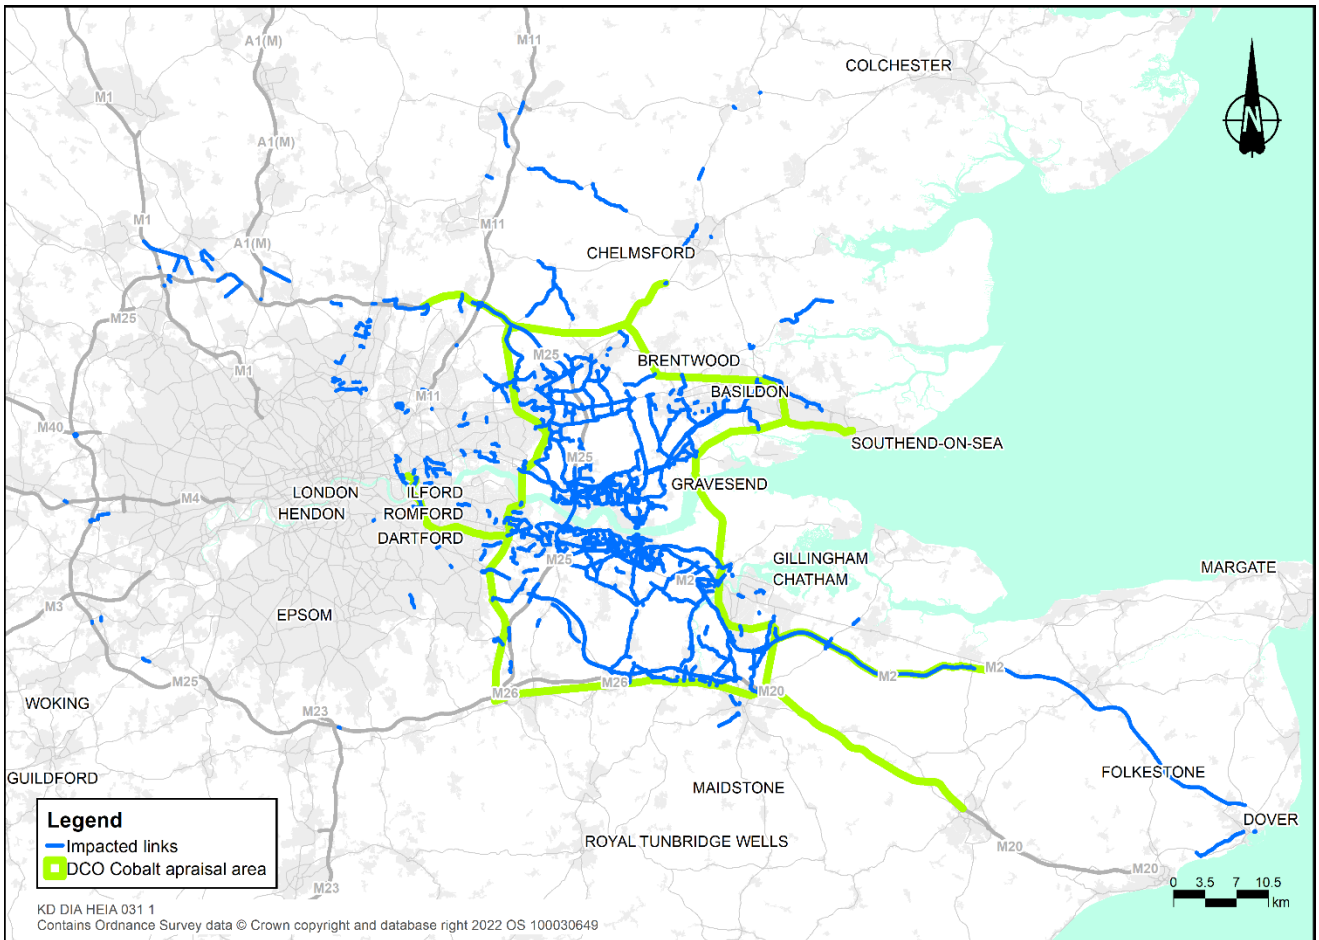 M11
A1(M)
COLCHESTER
M1
N
A1(M)
M1
A1(M)
M11
CHELMSFORD
M25
M25
BRENTWOOD
M1
BASILDON
M11
M40
SOUTHEND-ON-SEA
M25
GRAVESEND
M4
LONDON
ILFORD
HENDON
ROMFORD
DARTFORD
M25
GILLINGHAM
CHATHAM
MARGATE
M2
M3
EPSOM
M25
M26
M26
M20
M2
M2
WOKING
M23
GUILDFORD
FOLKESTONE
MAIDSTONE
DOVER
ROYAL TUNBRIDGE WELLS
M20
M20
M23
Legend
Impacted links
DCO Cobalt apraisal area
0 3.5 7 10.5
km
KD DIA HEIA 031 1
Contains Ordnance Survey data © Crown copyright and database right 2022 OS 100030649